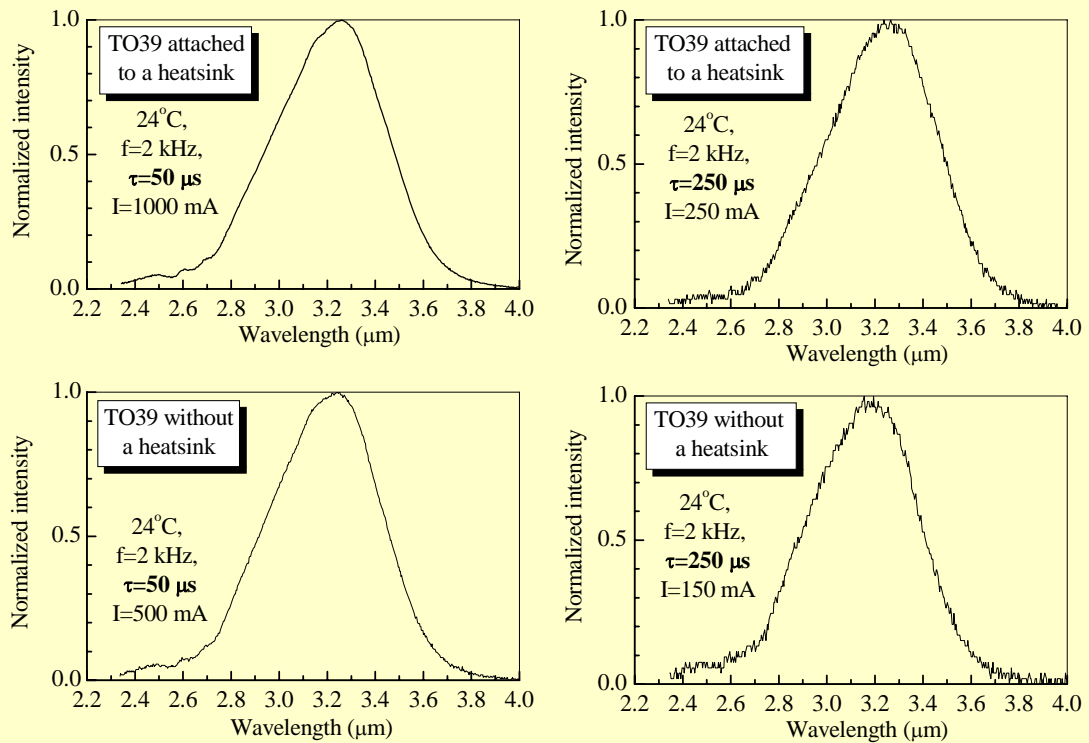 1.0
0.5
0.0
Normalized intensity
TO39 attached
to a heatsink
24°C,
f=2 kHz,
τ=50 μs
I=1000 mA
2.2 2.4 2.6 2.8 3.0 3.2 3.4 3.6 3.8 4.0
Wavelength (μm)
1.0
0.5
0.0
Normalized intensity
TO39 attached
to a heatsink
24°C,
f=2 kHz,
τ=250 μs
I=250 mA
2.2 2.4 2.6 2.8 3.0 3.2 3.4 3.6 3.8 4.0
Wavelength (μm)
1.0
0.5
0.0
Normalized intensity
TO39 without
a heatsink
24°C,
f=2 kHz,
τ=50 μs
I=500 mA
2.2 2.4 2.6 2.8 3.0 3.2 3.4 3.6 3.8 4.0
Wavelength (μm)
1.0
0.5
0.0
Normalized intensity
TO39 without
a heatsink
24°C,
f=2 kHz,
τ=250 μs
I=150 mA
2.2 2.4 2.6 2.8 3.0 3.2 3.4 3.6 3.8 4.0
Wavelength (μm)